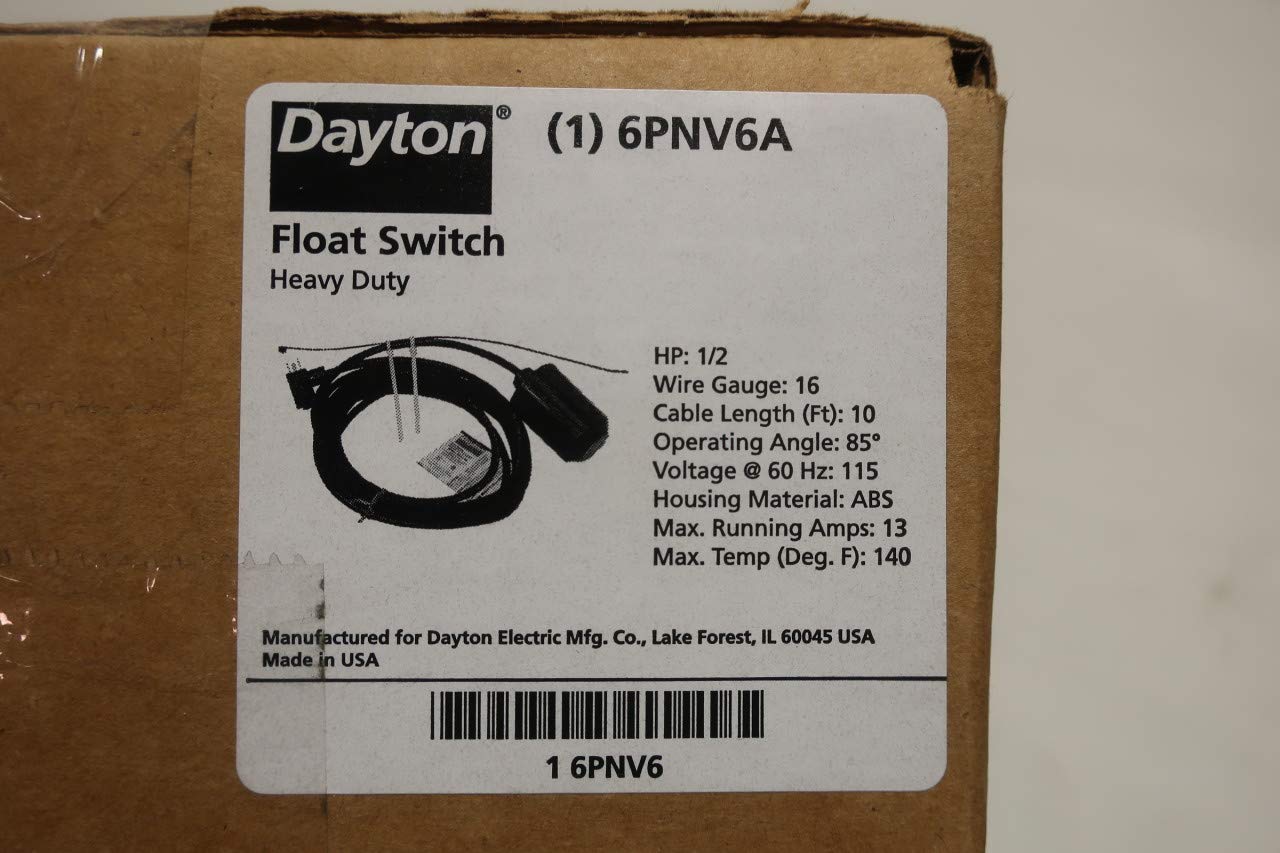 Dayton®
(1) 6PNV6A
Float Switch
Heavy Duty
HP: 1/2
Wire Gauge: 16
Cable Length (Ft): 10
Operating Angle: 85°
Voltage @ 60 Hz: 115
Housing Material: ABS
Max. Running Amps: 13
Max. Temp (Deg. F): 140
Manufactured for Dayton Electric Mfg. Co., Lake Forest, IL 60045 USA
Made in USA
1 6PNV6